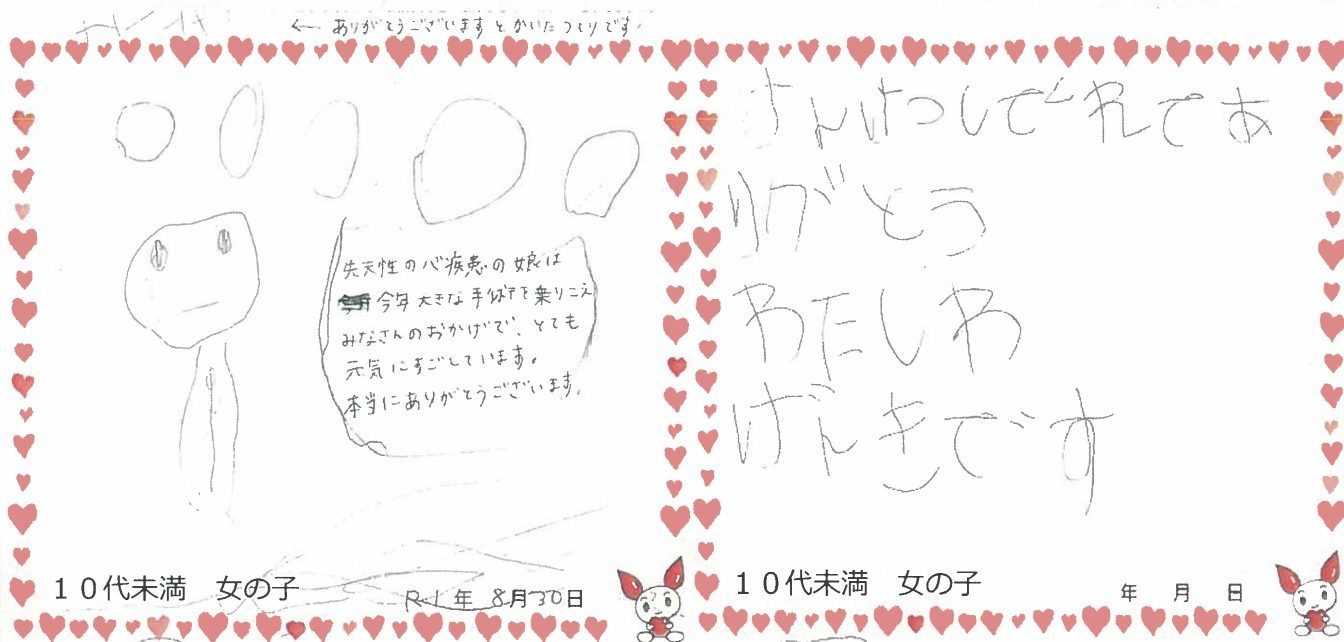 ← ありがとうございますとかいたつもりです。
先天性の心疾患の娘は
今年大きな手術を乗りこえ
みなさんのおかげで、とても
元気にすごしています。
本当にありがとうございます。
10代未満 女の子
R1年 8月30日
けんけつしでくれてあ
りがとう
わたしわ
げんきです
10代未満 女の子
年 月 日